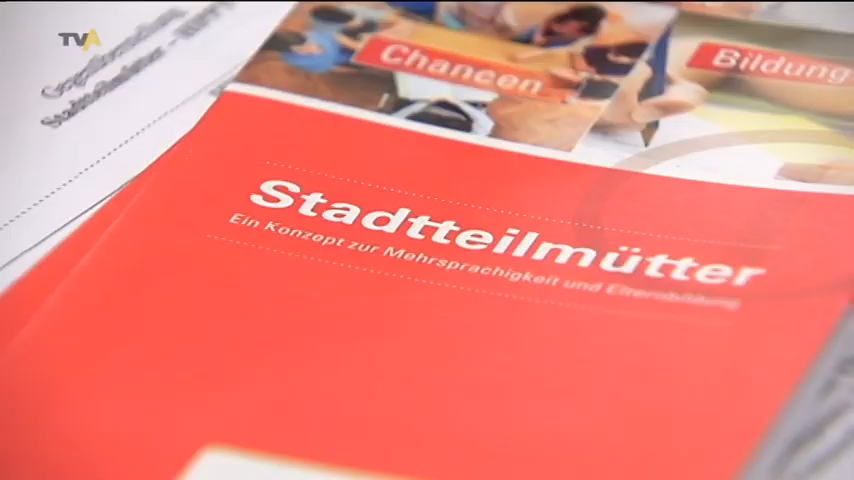 TVA
Chancen
Bildung
Stadtteilmütter
Ein Konzept zur Mehrsprachigkeit und Elternbildung